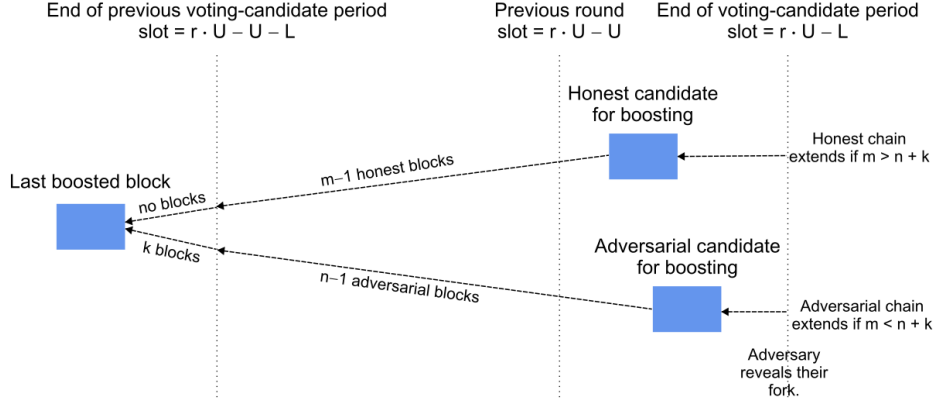 End of previous voting-candidate period
slot = r · U – U – L
Previous round
slot = r · U – U
End of voting-candidate period
slot = r · U – L
Honest candidate
for boosting
Honest chain
extends if m > n + k
m–1 honest blocks
Last boosted block
no blocks
k blocks
n–1 adversarial blocks
Adversarial candidate
for boosting
Adversarial chain
extends if m < n + k
Adversary
reveals their
fork.